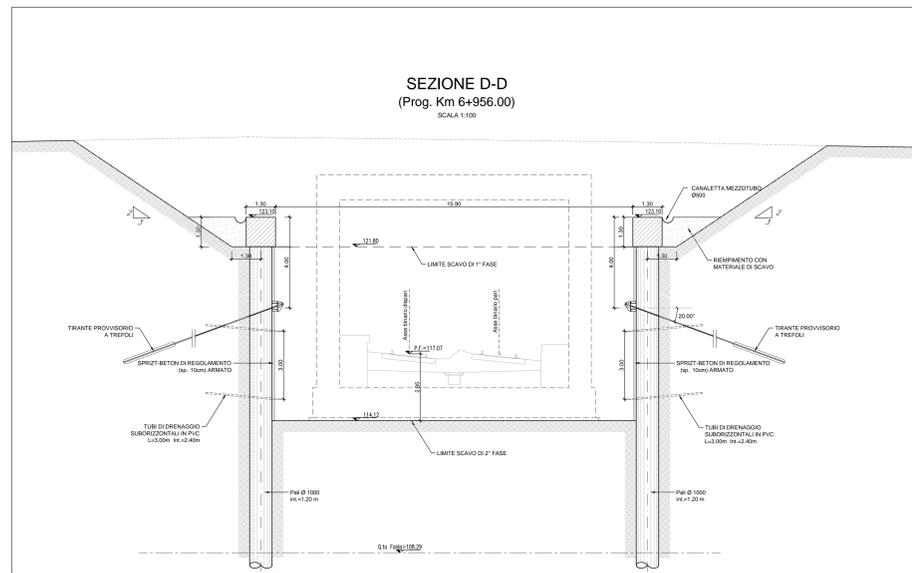 SEZIONE D-D
(Prog. Km 6+956.00)
SCALA 1:100
1.30
15.90
1.30
CANALETTA MEZZOTUBO
Ø500
123.10
123.10
2
3
2
3
1.30
1.30
121.80
4.00
4.00
1.30
1.30
LIMITE SCAVO DI 1° FASE
RIEMPIMENTO CON
MATERIALE DI SCAVO
20.00°
Asse binario dispari
Asse binario pari
TIRANTE PROVVISORIO
A TREFOLI
TIRANTE PROVVISORIO
A TREFOLI
P.F.=117.07
SPRIZT-BETON DI REGOLAMENTO
(sp. 10cm) ARMATO
3.00
2.95
3.00
SPRIZT-BETON DI REGOLAMENTO
(sp. 10cm) ARMATO
114.12
TUBI DI DRENAGGIO
SUBORIZZONTALI IN PVC
L=3.00m Int.=2.40m
TUBI DI DRENAGGIO
SUBORIZZONTALI IN PVC
L=3.00m Int.=2.40m
LIMITE SCAVO DI 2° FASE
Pali Ø 1000
int.=1.20 m
Pali Ø 1000
int.=1.20 m
Q.ta Falda=108.29